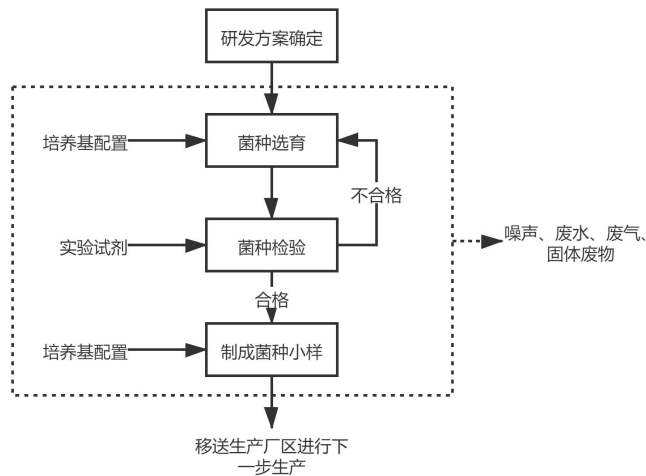 研发方案确定
培养基配置
菌种选育
不合格
实验试剂
菌种检验
噪声、废水、废气、
固体废物
合格
培养基配置
制成菌种小样
移送生产厂区进行下
一步生产